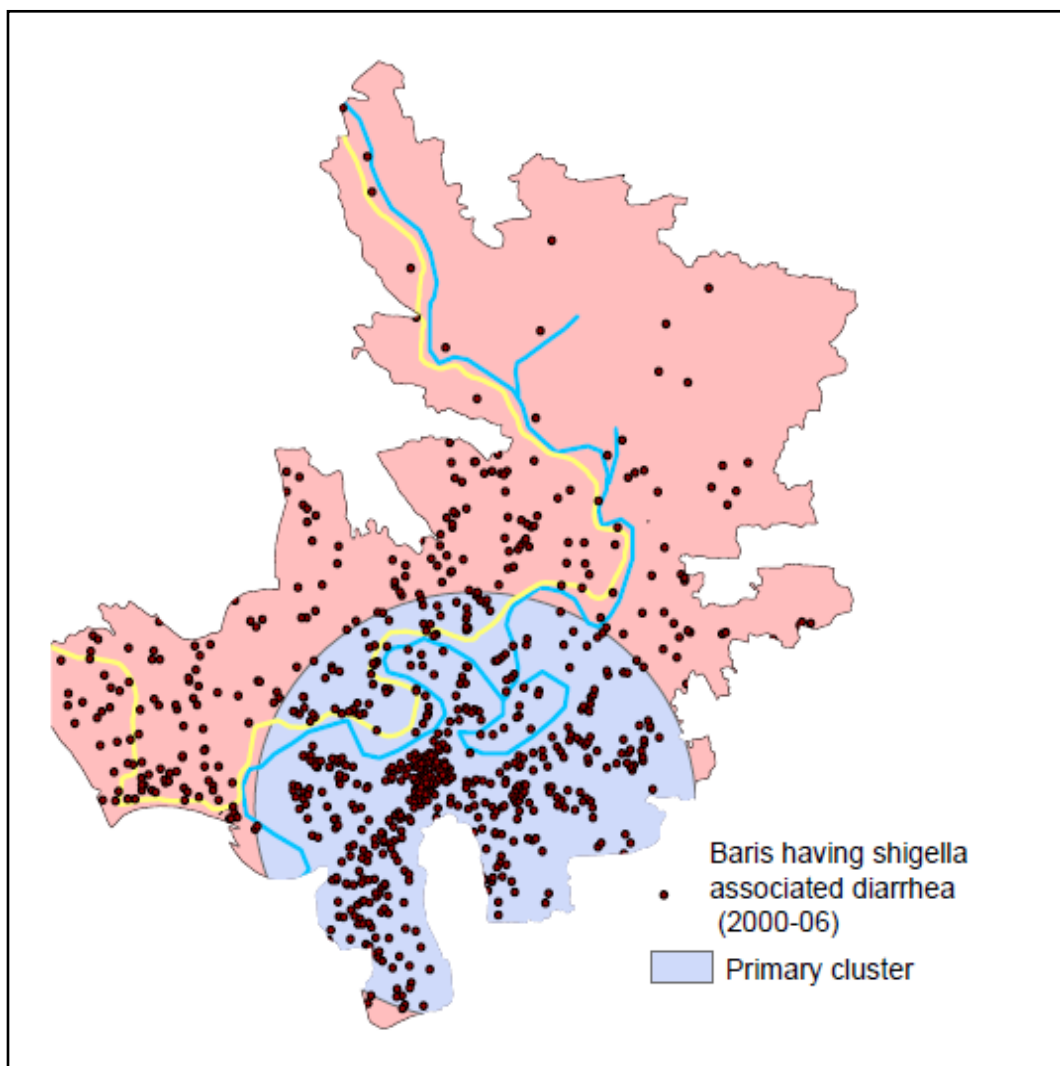 Baris having shigella
associated diarrhea
(2000-06)
Primary cluster